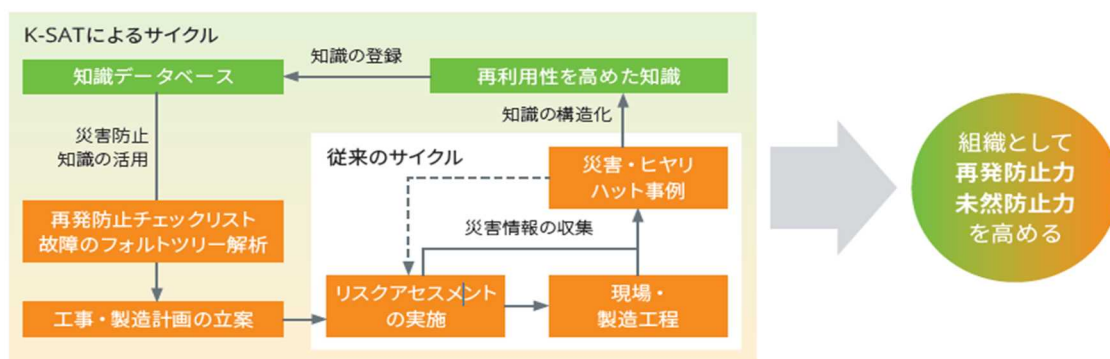 K-SATによるサイクル
知識データベース
知識の登録
再利用性を高めた知識
災害防止
知識の活用
知識の構造化
従来のサイクル
災害・ヒヤリ
ハット事例
再発防止チェックリスト
故障のフォルトツリー解析
災害情報の収集
工事・製造計画の立案
リスクアセスメント
の実施
現場・
製造工程
組織として
再発防止力
未然防止力
を高める